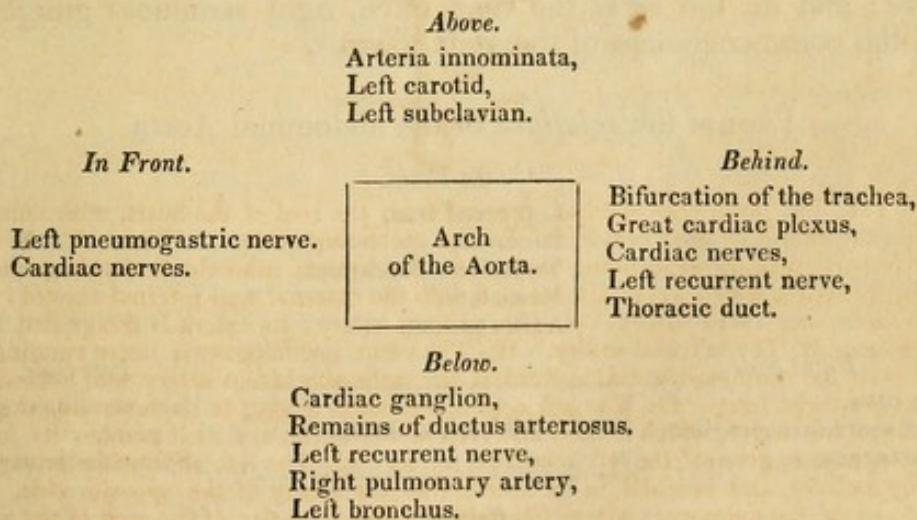 Above.
Arteria innominata,
Left carotid,
Left subclavian.
In Front.
Left pneumogastric nerve.
Cardiac nerves.
Arch
of the Aorta.
Behind.
Bifurcation of the trachea,
Great cardiac plexus,
Cardiac nerves,
Left recurrent nerve,
Thoracic duct.
Below.
Cardiac ganglion,
Remains of ductus arteriosus.
Left recurrent nerve,
Right pulmonary artery,
Left bronchus.